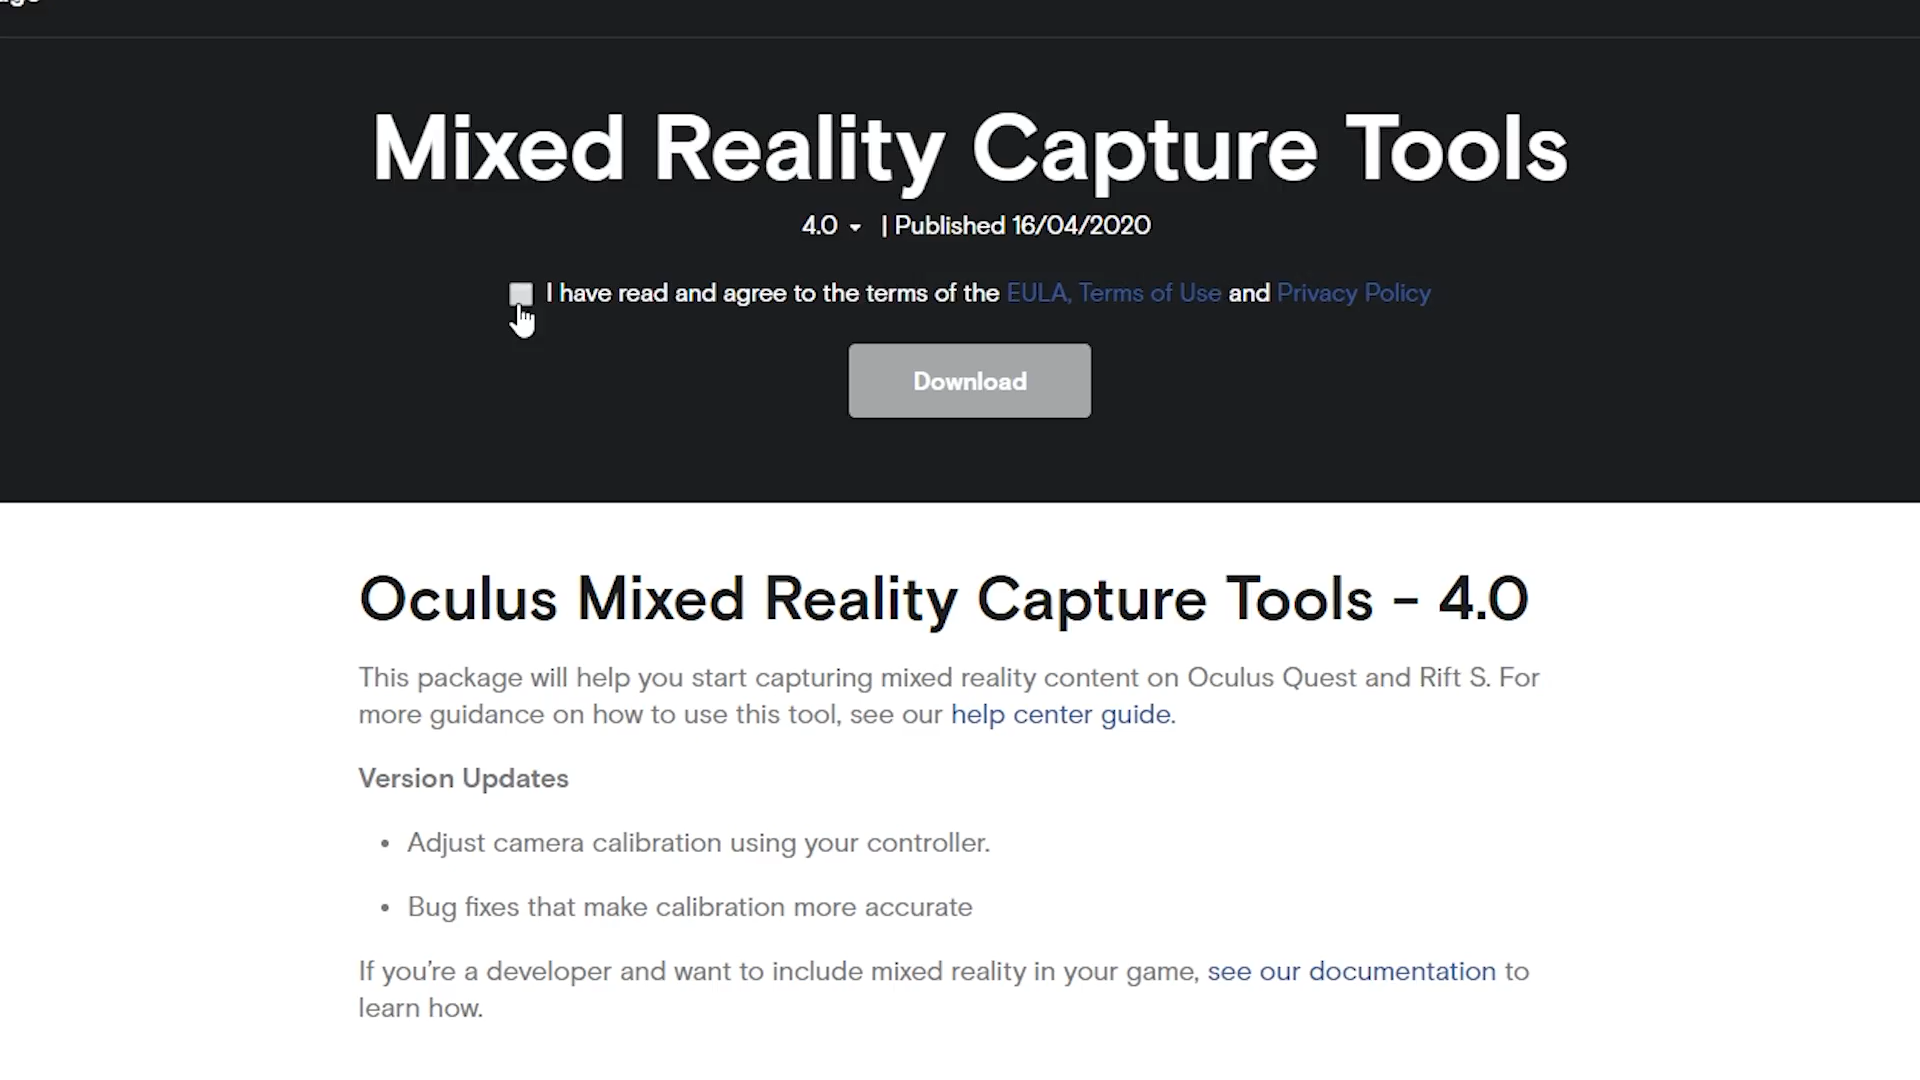 Mixed Reality Capture Tools
4.0 | Published 16/04/2020
I have read and agree to the terms of the EULA, Terms of Use and Privacy Policy
Download
Oculus Mixed Reality Capture Tools - 4.0
This package will help you start capturing mixed reality content on Oculus Quest and Rift S. For
more guidance on how to use this tool, see our help center guide.
Version Updates
• Adjust camera calibration using your controller.
• Bug fixes that make calibration more accurate
If you're a developer and want to include mixed reality in your game, see our documentation to
learn how.